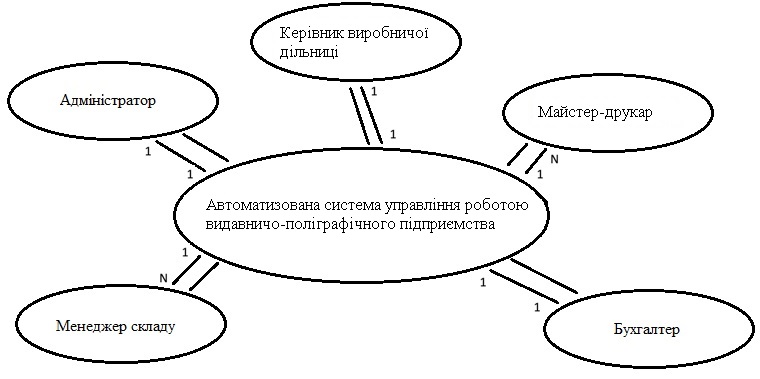 Керівник виробничої
дільниці
Адміністратор
1
Майстер-друкар
1
1
N
1
1
Автоматизована система управління роботою
видавничо-поліграфічного підприємства
1
1
N
1
1
Менеджер складу
Бухгалтер